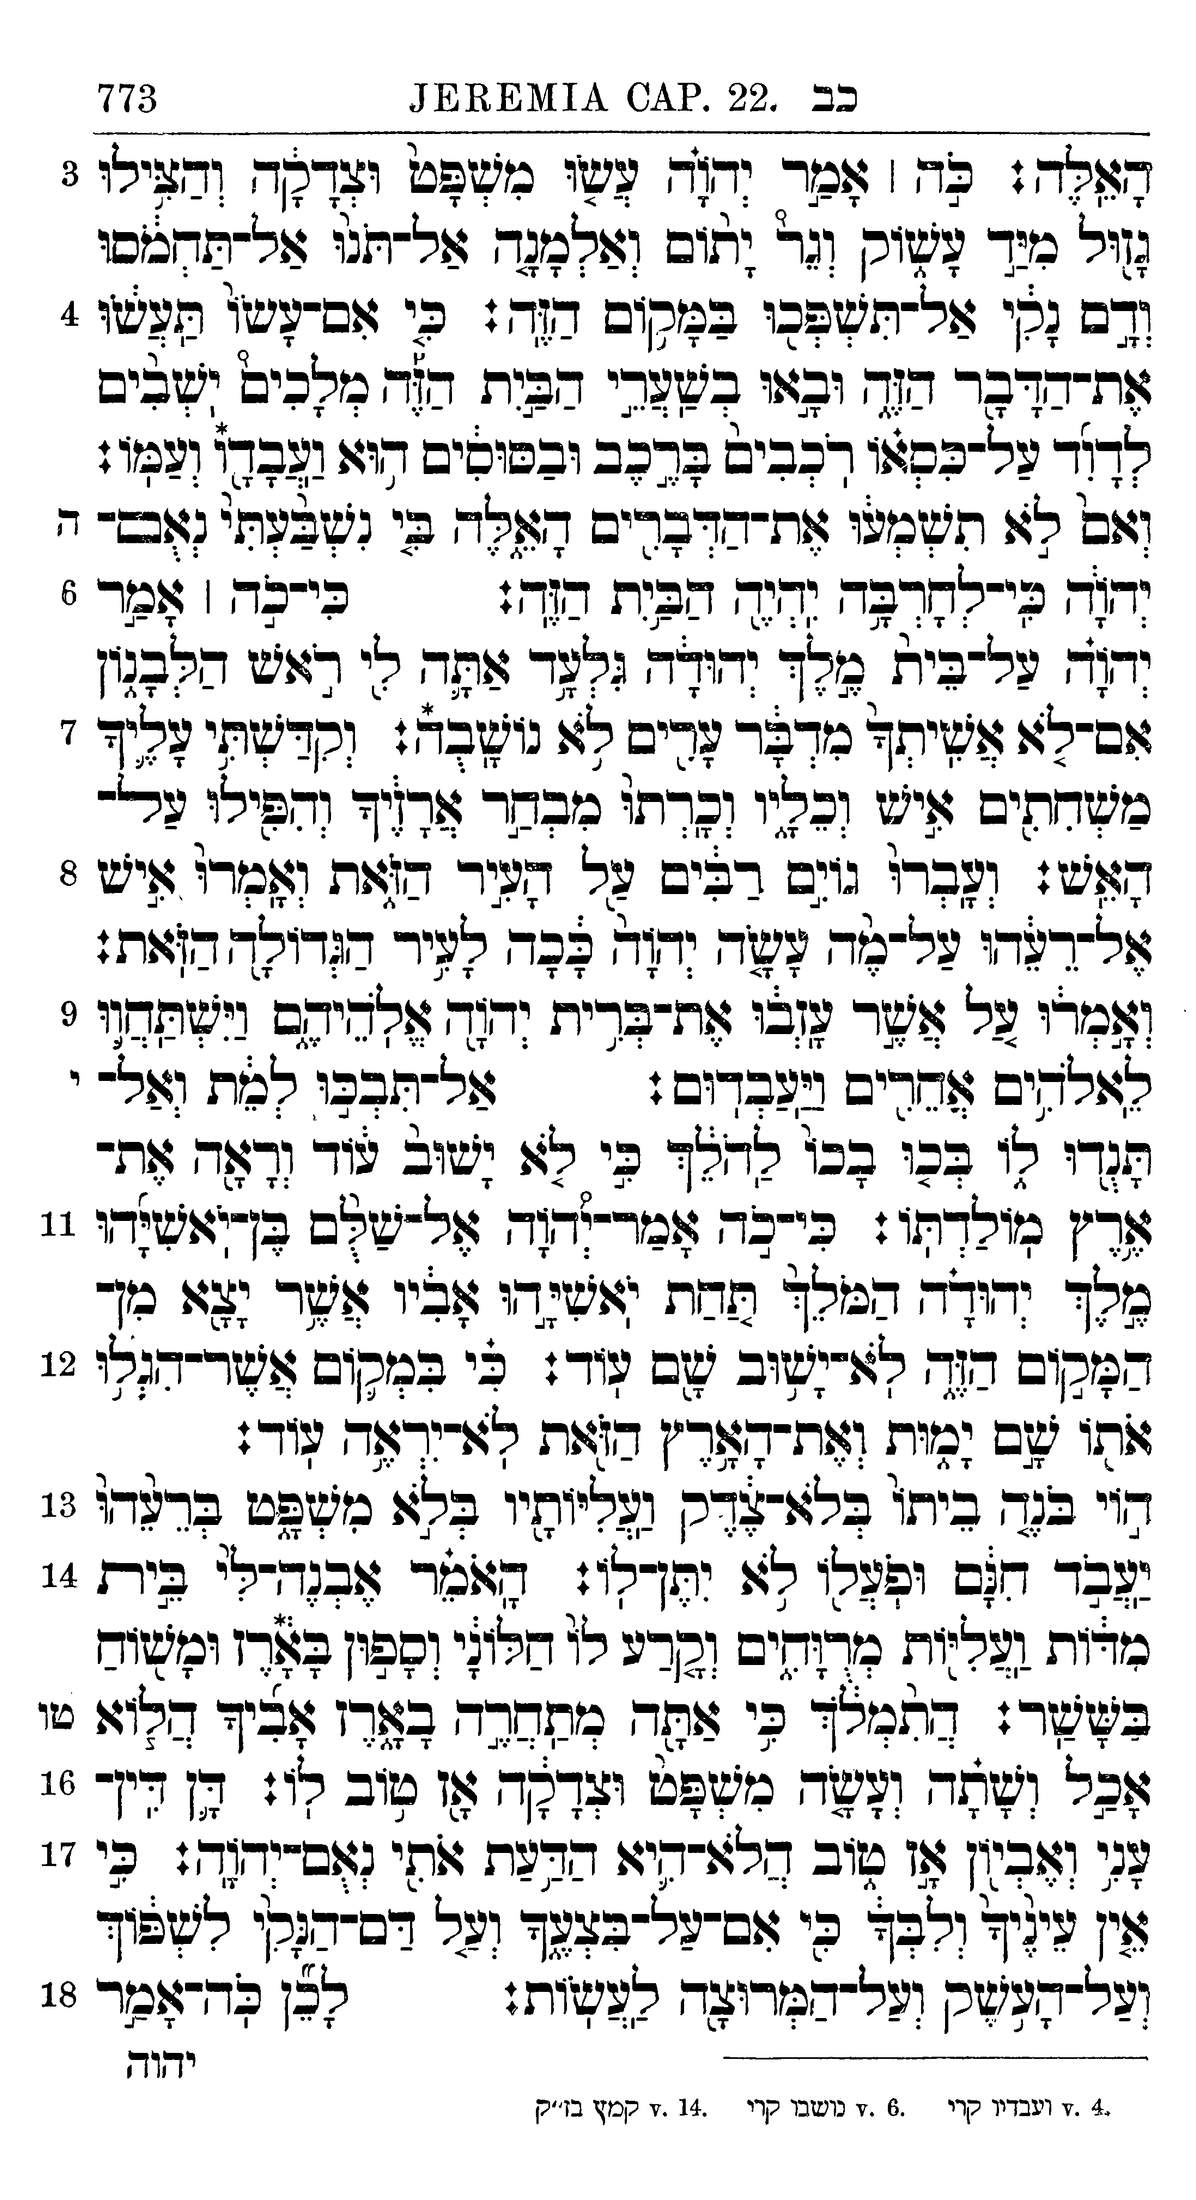 773 JEREMIA CAP. 22. כב
3 הָאֵֽלֶּה׃ כֹּ֣ה ׀ אָמַ֣ר יְהוָ֗ה עֲשׂ֤וּ מִשְׁפָּט֙ וּצְדָקָ֔ה וְהַצִּ֥ילוּ
גָז֖וּל מִיַּ֣ד עָשׁ֑וֹק וְגֵר֩ יָת֨וֹם וְאַלְמָנָ֤ה אַל־תֹּנוּ֙ אַל־תַּחְמֹ֔סוּ
4 וְדָ֣ם נָקִ֔י אַֽל־תִּשְׁפְּכ֖וּ בַּמָּק֥וֹם הַזֶּֽה׃ כִּ֤י אִם־עָשׂוֹ֙ תַּֽעֲשׂ֔וּ
אֶת־הַדָּבָ֖ר הַזֶּ֑ה וּבָ֣אוּ בְשַֽׁעֲרֵ֣י הַבַּ֣יִת הַזֶּ֡ה מְלָכִים֩ יֹֽשְׁבִ֨ים
לְדָוִ֜ד עַל־כִּסְא֗וֹ רֹֽכְבִים֙ בָּרֶ֣כֶב וּבַסּוּסִ֔ים ה֥וּא וַֽעֲבָדָ֖ו֯ וְעַמּֽוֹ׃
ה וְאִם֙ לֹ֣א תִשְׁמְע֔וּ אֶת־הַדְּבָרִ֖ים הָאֵ֑לֶּה בִּ֤י נִשְׁבַּ֙עְתִּי֙ נְאֻם־
6 יְהוָ֔ה כִּֽי־לְחָרְבָּ֥ה יִֽהְיֶ֖ה הַבַּ֥יִת הַזֶּֽה׃ כִּי־כֹ֣ה ׀ אָמַ֣ר
יְהוָ֗ה עַל־בֵּית֙ מֶ֣לֶךְ יְהוּדָ֔ה גִּלְעָ֥ד אַתָּ֛ה לִ֖י רֹ֣אשׁ הַלְּבָנ֑וֹן
7 אִם־לֹ֤א אֲשִֽׁיתְךָ֙ מִדְבָּ֔ר עָרִ֖ים לֹ֥א נוֹשָֽׁבֻה*׃ וְקִדַּשְׁתִּ֥י עָלֶ֛יךָ
מַשְׁחִתִ֖ים אִ֣ישׁ וְכֵלָ֑יו וְכָֽרְתוּ֙ מִבְחַ֣ר אֲרָזֶ֔יךָ וְהִפִּ֖ילוּ עַל־
8 הָאֵֽשׁ׃ וְעָֽבְרוּ֙ גּוֹיִ֣ם רַבִּ֔ים עַ֖ל הָעִ֣יר הַזֹּ֑את וְאָֽמְרוּ֙ אִ֣ישׁ
אֶל־רֵעֵ֔הוּ עַל־מֶ֨ה עָשָׂ֤ה יְהוָה֙ כָּ֔כָה לָעִ֥יר הַגְּדוֹלָ֖ה הַזֹּֽאת׃
9 וְאָ֣מְר֔וּ עַ֚ל אֲשֶׁ֣ר עָֽזְב֔וּ אֶת־בְּרִ֥ית יְהוָ֖ה אֱלֹֽהֵיהֶ֑ם וַיִּשְׁתַּֽחֲו֛וּ
י לֵֽאלֹהִ֥ים אֲחֵרִ֖ים וַיַּֽעַבְדֽוּם׃ אַל־תִּבְכּ֣וּ לְמֵ֔ת וְאַל־
תָּנֻ֖דוּ ל֑וֹ בְּכ֤וּ בָכוֹ֙ לַֽהֹלֵ֔ךְ כִּ֣י לֹ֤א יָשׁוּב֙ ע֔וֹד וְרָאָ֖ה אֶת־
11 אֶ֥רֶץ מֽוֹלַדְתּֽוֹ׃ כִּי־כֹ֣ה אָֽמַר־יְ֠הוָה אֶל־שַׁלֻּ֨ם בֶּן־יֹֽאשִׁיָּ֜הוּ
מֶ֣לֶךְ יְהוּדָ֗ה הַמֹּלֵךְ֙ תַּ֚חַת יֹֽאשִׁיָּ֣הוּ אָבִ֔יו אֲשֶׁ֥ר יָצָ֖א מִן־
12 הַמָּק֣וֹם הַזֶּ֑ה לֹֽא־יָשׁ֥וּב שָׁ֖ם עֽוֹד׃ כִּ֗י בִּמְק֛וֹם אֲשֶׁר־הִגְל֥וּ
אֹת֖וֹ שָׁ֣ם יָמ֑וּת וְאֶת־הָאָ֥רֶץ הַזֹּ֖את לֹֽא־יִרְאֶ֥ה עֽוֹד׃
13 ה֣וֹי בֹּנֶ֤ה בֵיתוֹ֙ בְּלֹא־צֶ֔דֶק וַֽעֲלִיּוֹתָ֖יו בְּלֹ֣א מִשְׁפָּ֑ט בְּרֵעֵ֙הוּ֙
14 יַֽעֲבֹ֣ד חִנָּ֔ם וּפֹֽעֲל֖וֹ לֹ֥א יִתֶּן־לֽוֹ׃ הָֽאֹמֵ֗ר אֶבְנֶה־לִּי֙ בֵּ֣ית
מִדּ֔וֹת וַֽעֲלִיּ֖וֹת מְרֻוָּחִ֑ים וְקָ֤רַֽע לוֹ֙ חַלּוֹנָ֔י וְסָפ֣וּן בָּאָ֔רֶז* וּמָשׁ֖וֹחַ
טו בַּשָּׁשַֽׁר׃ הֲתִֽמְלֹ֔ךְ כִּ֥י אַתָּ֖ה מְתַֽחֲרֶ֣ה בָאָ֑רֶז אָבִ֜יךָ הֲל֧וֹא
16 אָכַ֣ל וְשָׁתָ֗ה וְעָשָׂ֤ה מִשְׁפָּט֙ וּצְדָקָ֔ה אָ֖ז ט֥וֹב לֽוֹ׃ דָּ֛ן דִּין־
17 עָנִ֥י וְאֶבְי֖וֹן אָ֣ז ט֑וֹב הֲלֹא־הִ֛יא הַדַּ֥עַת אֹתִ֖י נְאֻם־יְהוָֽה׃ כִּ֣י
אֵ֤ין עֵינֶ֙יךָ֙ וְלִבְּךָ֔ כִּ֖י אִם־עַל־בִּצְעֶ֑ךָ וְעַ֤ל דַּם־הַנָּקִי֙ לִשְׁפּ֔וֹךְ
18 וְעַל־הָעֹ֥שֶׁק וְעַל־הַמְּרוּצָ֖ה לַֽעֲשֽׂוֹת׃ לָכֵ֞ן כֹּֽה־אָמַ֣ר
יהוה
v. 4. ועבדיו קרי v. 6. נושבו קרי v. 14. קמץ בז״ק